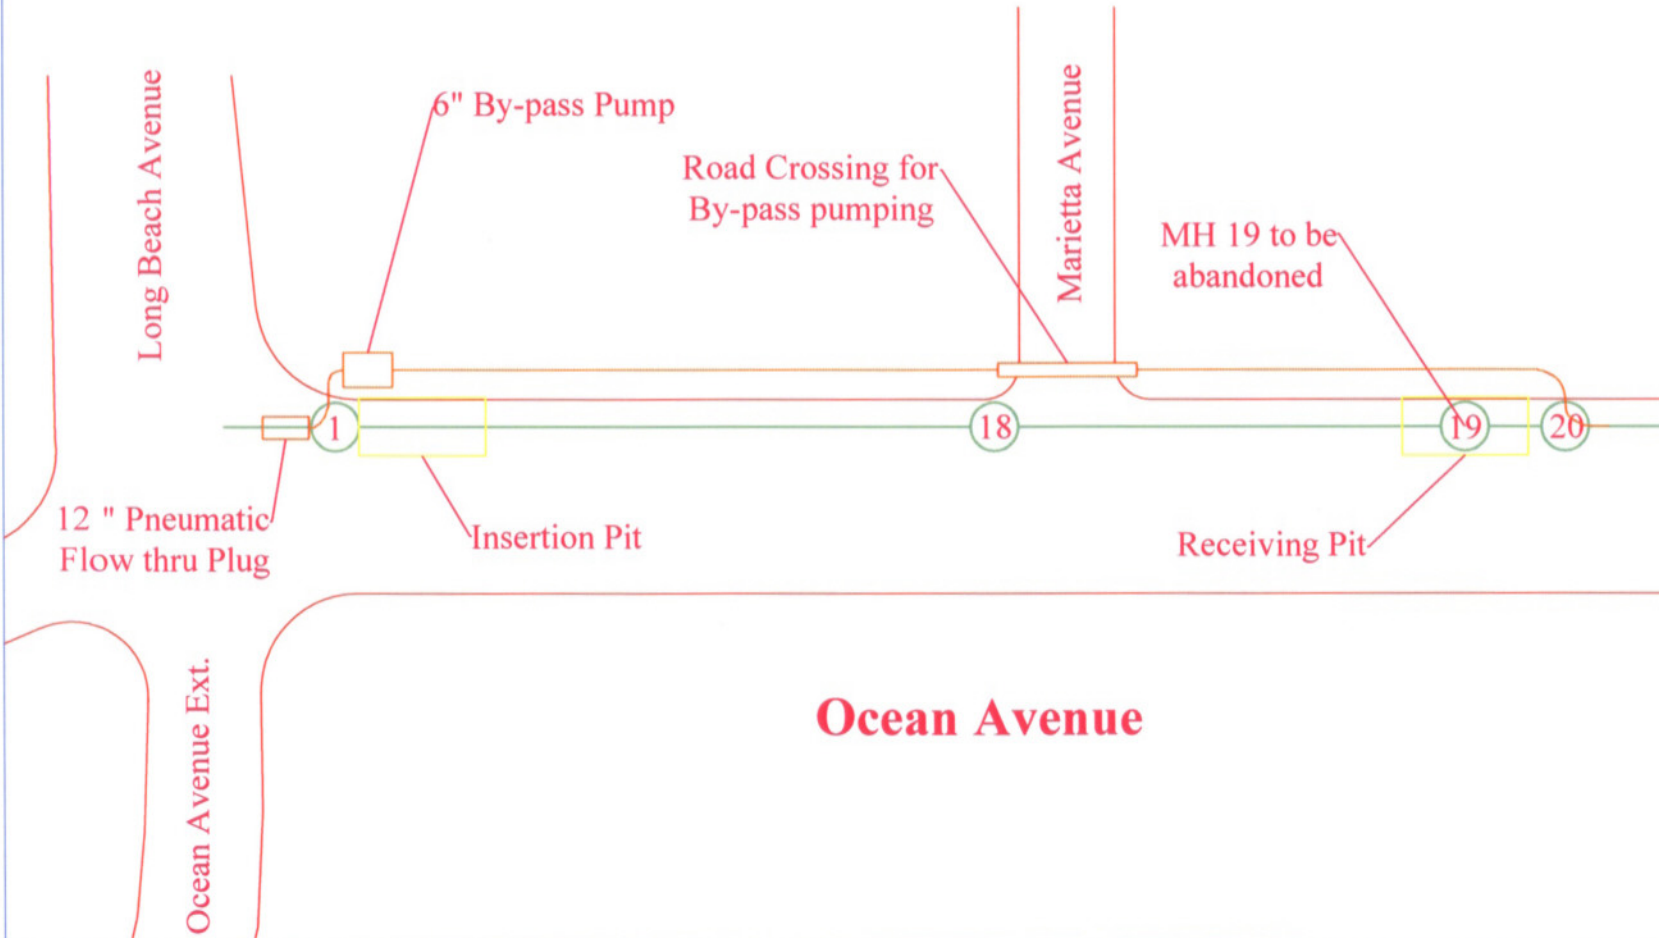 Long Beach Avenue
6" By-pass Pump
Road Crossing for
By-pass pumping
Marietta Avenue
MH 19 to be
abandoned
1
18
19
20
12 " Pneumatic
Flow thru Plug
Insertion Pit
Receiving Pit
Ocean Avenue Ext.
Ocean Avenue